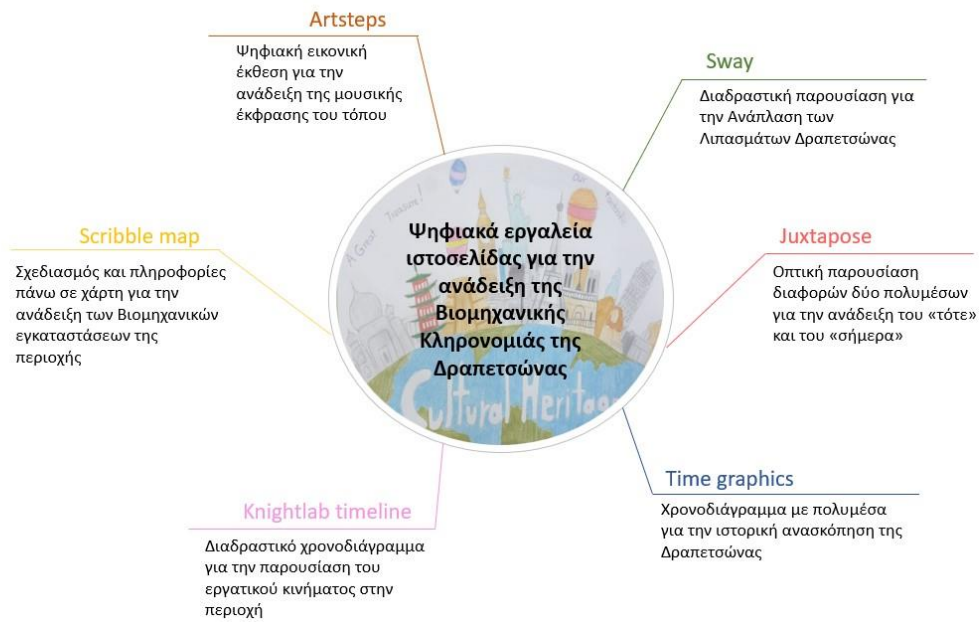 Artsteps
Ψηφιακή εικονική
έκθεση για την
ανάδειξη της μουσικής
έκφρασης του τόπου
Sway
Διαδραστική παρουσίαση για
την Ανάπλαση των
Λιπασμάτων Δραπετσώνας
Scribble map
Σχεδιασμός και πληροφορίες
πάνω σε χάρτη για την
ανάδειξη των Βιομηχανικών
εγκαταστάσεων της
περιοχής
A Great
Treasure!
Our
Ψηφιακά εργαλεία
ιστοσελίδας για την
ανάδειξη της
Βιομηχανικής
Κληρονομιάς της
Δραπετσώνας
Cultural Heritage
Juxtapose
Οπτική παρουσίαση
διαφορών δύο πολυμέσων
για την ανάδειξη του «τότε»
και του «σήμερα»
Knightlab timeline
Διαδραστικό χρονοδιάγραμμα
για την παρουσίαση του
εργατικού κινήματος στην
περιοχή
Time graphics
Χρονοδιάγραμμα με πολυμέσα
για την ιστορική ανασκόπηση της
Δραπετσώνας